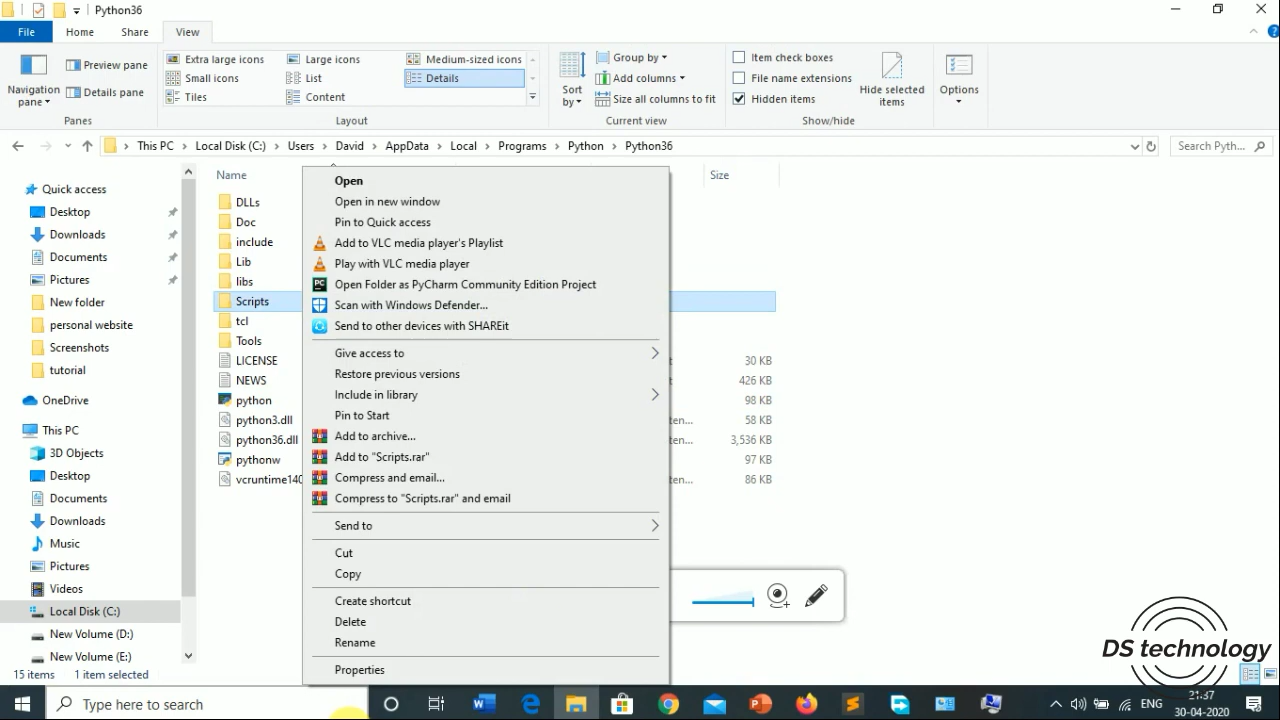 Python36
File Home Share View
Navigation pane
Preview pane
Details pane
Panes
Extra large icons Large icons Medium-sized icons
Small icons List Details
Tiles Content
Layout
Sort by
Group by
Add columns
Size all columns to fit
Current view
Item check boxes
File name extensions
Hidden items
Hide selected items
Show/hide
Options
This PC Local Disk (C:) Users David AppData Local Programs Python Python36
Search Pyth...
Quick access
Desktop
Downloads
Documents
Pictures
New folder
personal website
Screenshots
tutorial
OneDrive
This PC
3D Objects
Desktop
Documents
Downloads
Music
Pictures
Videos
Local Disk (C:)
New Volume (D:)
New Volume (E:)
Name Size
DLLs
Doc
include
Lib
libs
Scripts
tcl
Tools
LICENSE 30 KB
NEWS 426 KB
python 98 KB
python3.dll ten... 58 KB
python36.dll ten... 3,536 KB
pythonw 97 KB
vcruntime140 ten... 86 KB
Open
Open in new window
Pin to Quick access
Add to VLC media player's Playlist
Play with VLC media player
Open Folder as PyCharm Community Edition Project
Scan with Windows Defender...
Send to other devices with SHAREit
Give access to
Restore previous versions
Include in library
Pin to Start
Add to archive...
Add to "Scripts.rar"
Compress and email...
Compress to "Scripts.rar" and email
Send to
Cut
Copy
Create shortcut
Delete
Rename
Properties
DS technology
15 items 1 item selected
Type here to search
ENG
21:37
30-04-2020